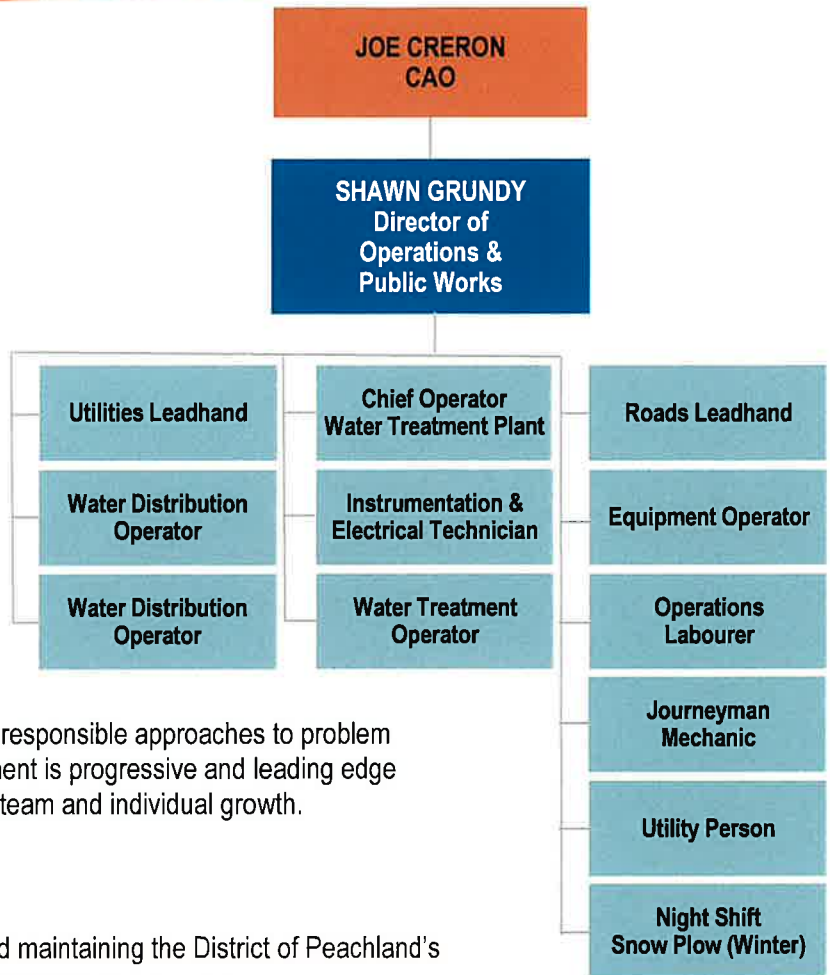 JOE CRERON
CAO
SHAWN GRUNDY
Director of
Operations &
Public Works
Utilities Leadhand
Water Distribution
Operator
Water Distribution
Operator
Chief Operator
Water Treatment Plant
Instrumentation &
Electrical Technician
Water Treatment
Operator
Roads Leadhand
Equipment Operator
Operations
Labourer
Journeyman
Mechanic
Utility Person
Night Shift
Snow Plow (Winter)
responsible approaches to problem
ent is progressive and leading edge
team and individual growth.
d maintaining the District of Peachland's